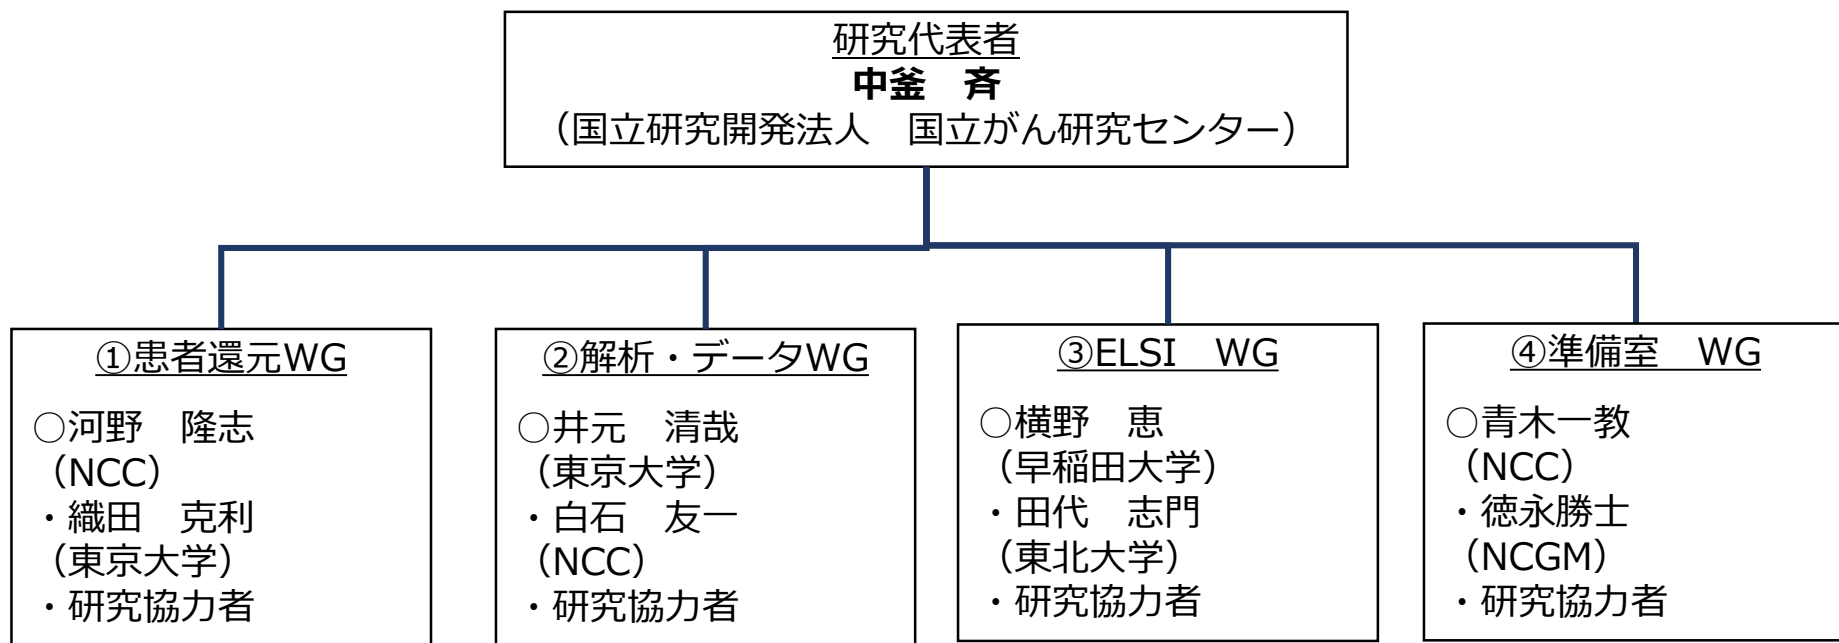 研究代表者
中釜　斉
（国立研究開発法人　国立がん研究センター）
①患者還元WG
○河野　隆志
（NCC）
・織田　克利
（東京大学）
・研究協力者
②解析・データWG
○井元　清哉
（東京大学）
・白石　友一
（NCC）
・研究協力者
③ELSI　WG
○横野　恵
（早稲田大学）
・田代　志門
（東北大学）
・研究協力者
④準備室　WG
○青木一教
（NCC）
・徳永勝士
（NCGM）
・研究協力者